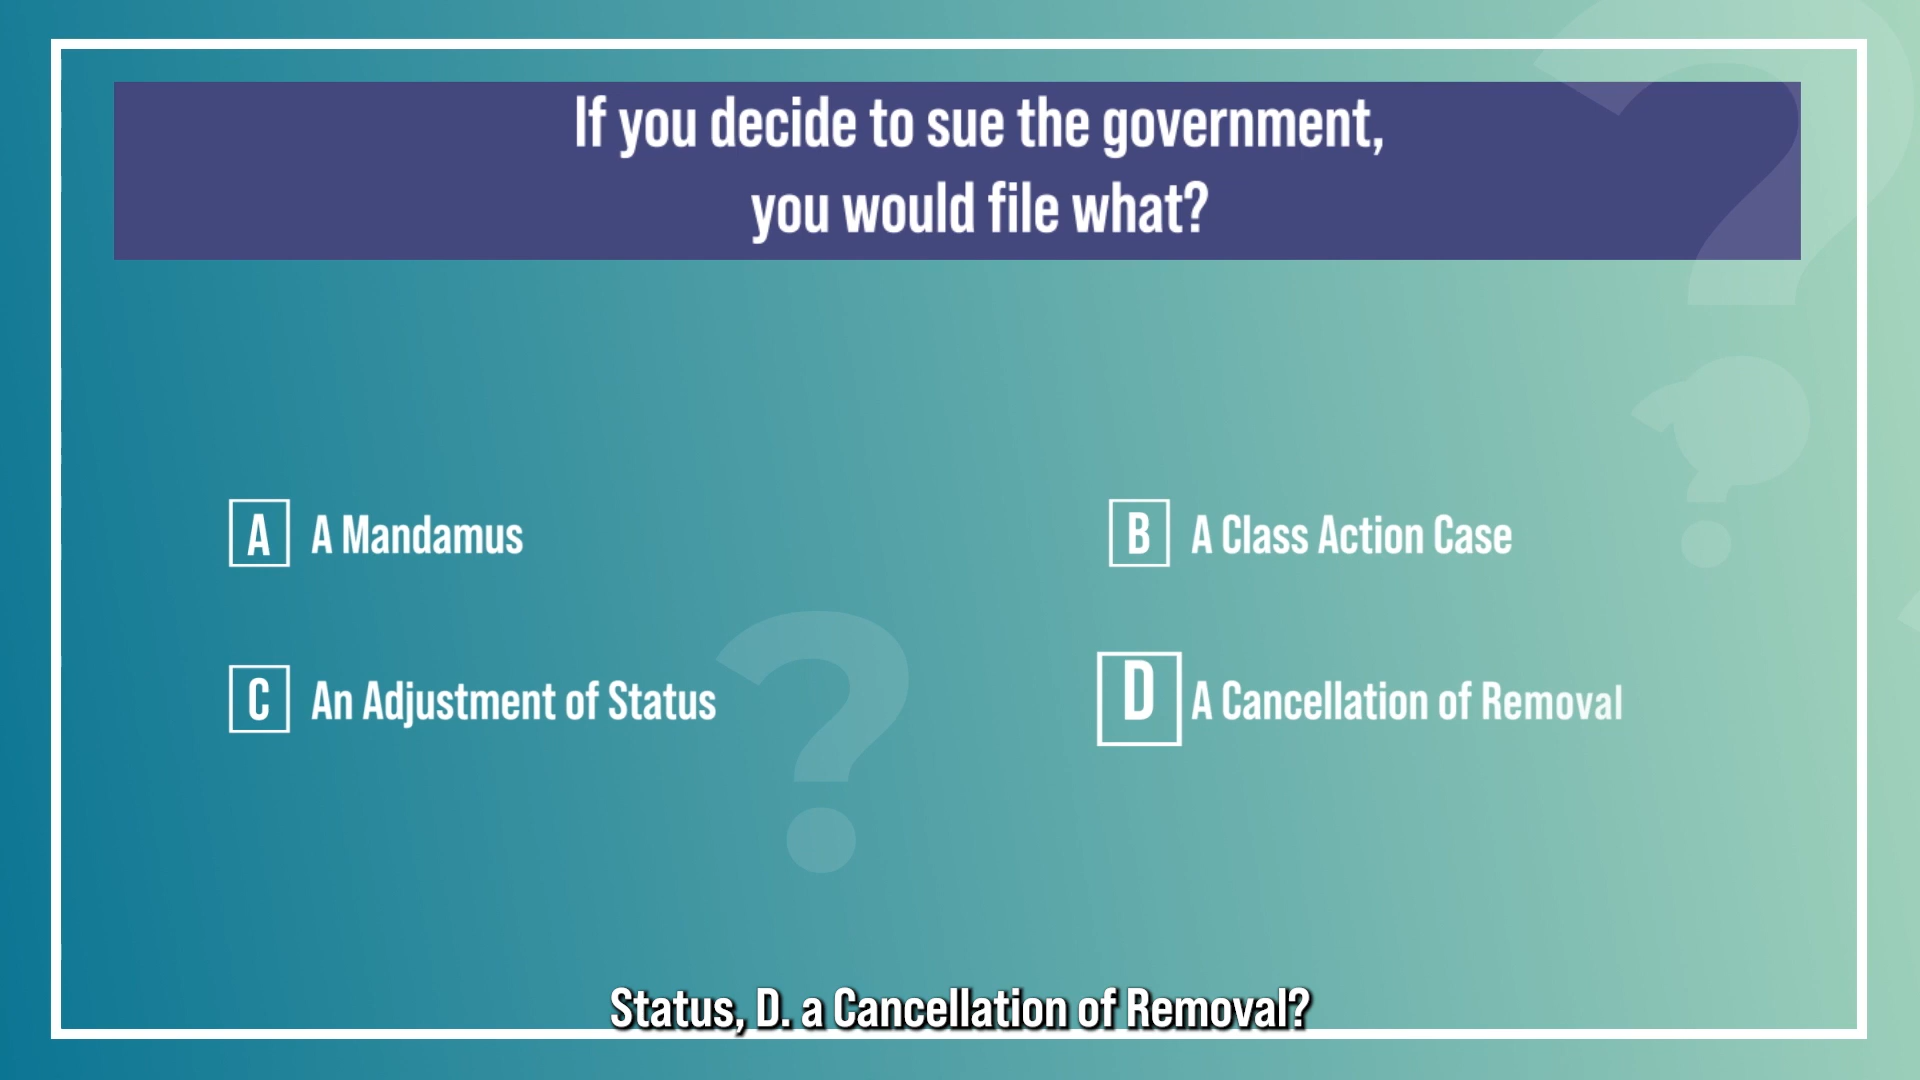 If you decide to sue the government,
you would file what?
A A Mandamus
B A Class Action Case
C An Adjustment of Status
D A Cancellation of Removal
Status, D. a Cancellation of Removal?